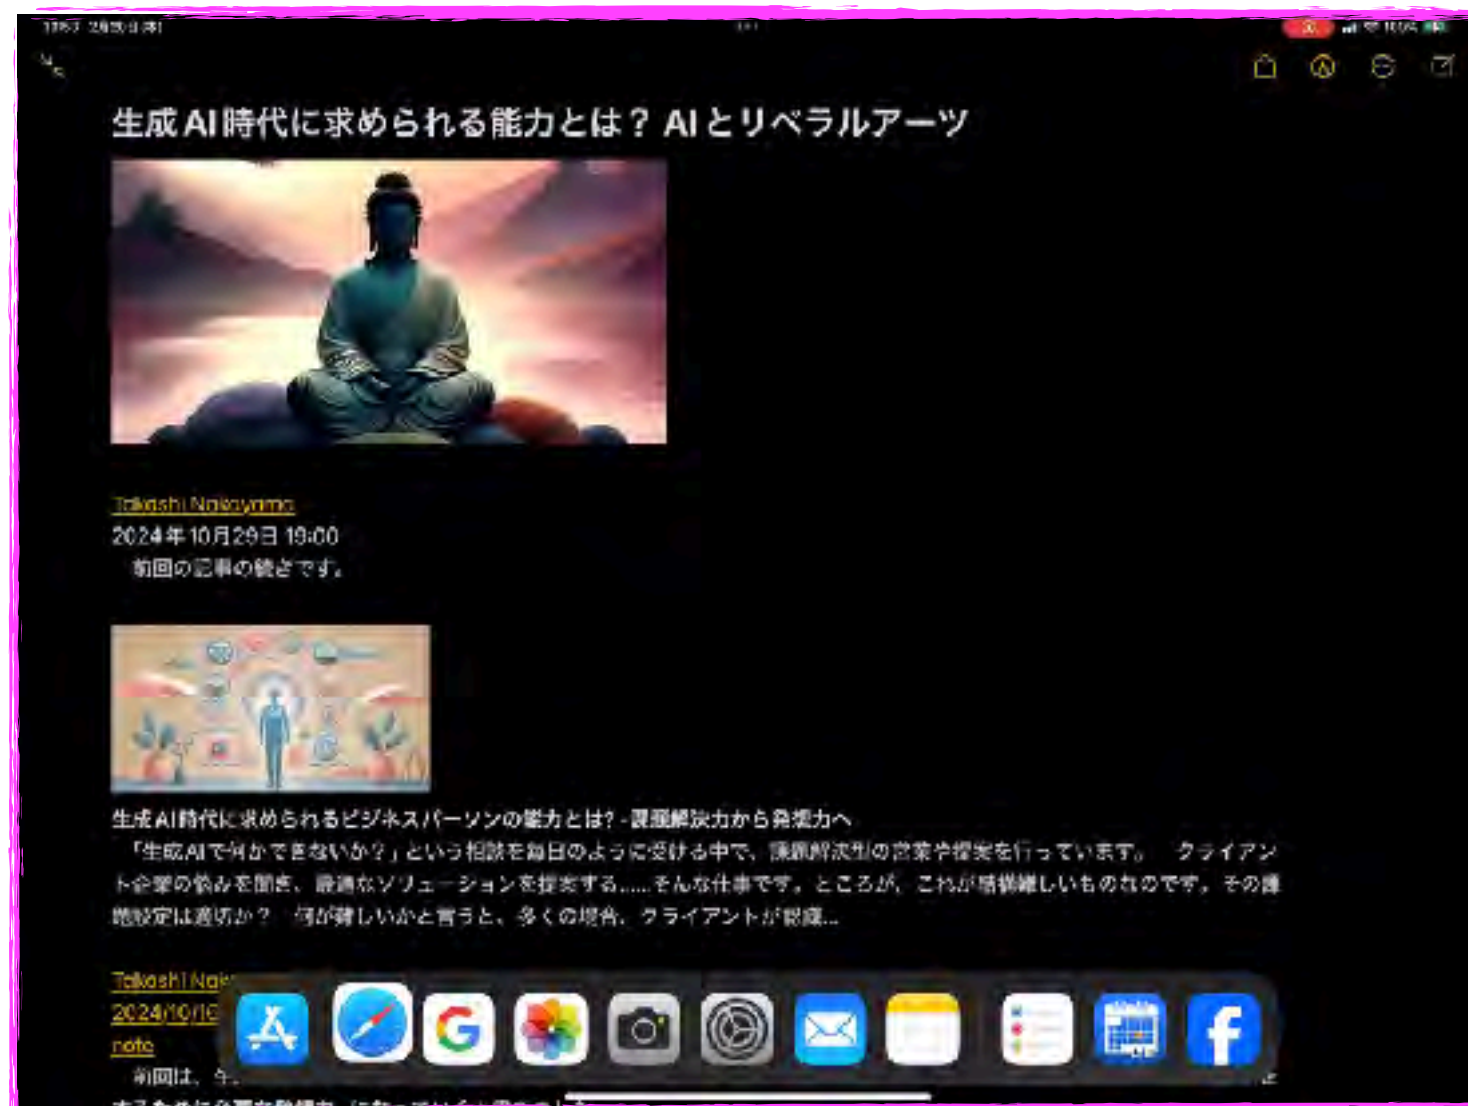 生成AI時代に求められる能力とは？ AIとリベラルアーツ
Takashi Nakayama
2024年10月29日 19:00
前回の記事の続きです。
生成AI時代に求められるビジネスパーソンの能力とは? - 課題解決力から発想力へ
「生成AIで何かできないか？」という相談を毎日のように受ける中で、課題解決型の営業や提案を行っています。　クライアン
ト企業の悩みを聞き、最適なソリューションを提案する......そんな仕事です。ところが、これが結構難しいものなのです。その課
題設定は適切か？　何が難しいかと言うと、多くの場合、クライアントが認識...
Takashi
2024/10/1
note
前回は、